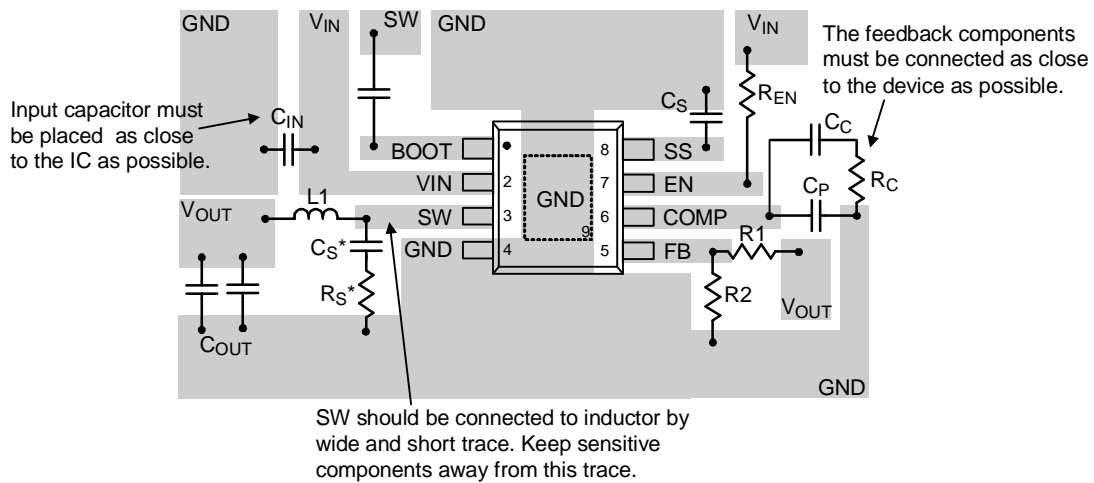 GND
VIN
SW
GND
VIN
The feedback components
must be connected as close
to the device as possible.
Input capacitor must
be placed as close
to the IC as possible.
CIN
CS
REN
CC
RC
CP
BOOT
VIN
SW
GND
2
3
4
GND
9
8
7
6
5
SS
EN
COMP
FB
VOUT
L1
CS*
RS*
COUT
R1
R2
VOUT
GND
SW should be connected to inductor by
wide and short trace. Keep sensitive
components away from this trace.